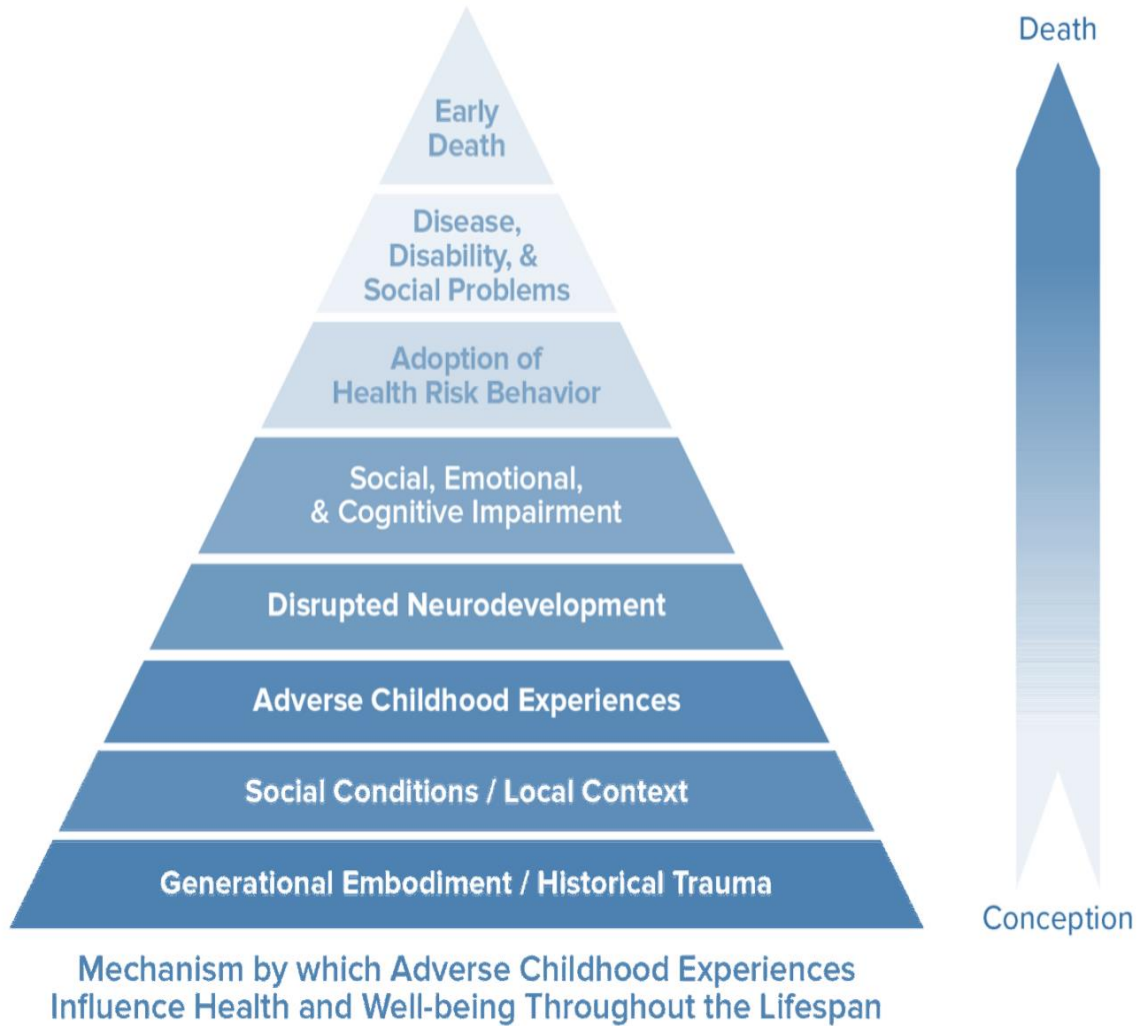 Death
Early
Death
Disease,
Disability, &
Social Problems
Adoption of
Health Risk Behavior
Social, Emotional,
& Cognitive Impairment
Disrupted Neurodevelopment
Adverse Childhood Experiences
Social Conditions / Local Context
Generational Embodiment / Historical Trauma
Conception
Mechanism by which Adverse Childhood Experiences
Influence Health and Well-being Throughout the Lifespan